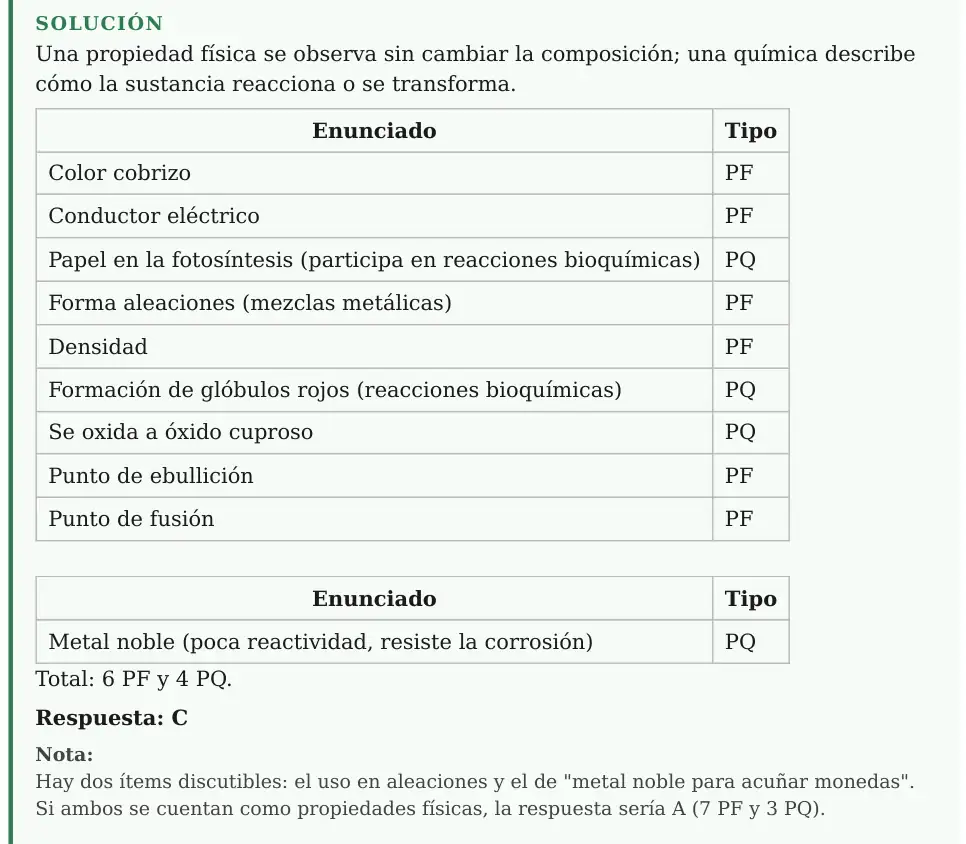 SOLUCIÓN
Una propiedad física se observa sin cambiar la composición; una química describe
cómo la sustancia reacciona o se transforma.
Enunciado Tipo
Color cobrizo PF
Conductor eléctrico PF
Papel en la fotosíntesis (participa en reacciones bioquímicas) PQ
Forma aleaciones (mezclas metálicas) PF
Densidad PF
Formación de glóbulos rojos (reacciones bioquímicas) PQ
Se oxida a óxido cuproso PQ
Punto de ebullición PF
Punto de fusión PF
Enunciado Tipo
Metal noble (poca reactividad, resiste la corrosión) PQ
Total: 6 PF y 4 PQ.
Respuesta: C
Nota:
Hay dos ítems discutibles: el uso en aleaciones y el de "metal noble para acuñar monedas".
Si ambos se cuentan como propiedades físicas, la respuesta sería A (7 PF y 3 PQ).